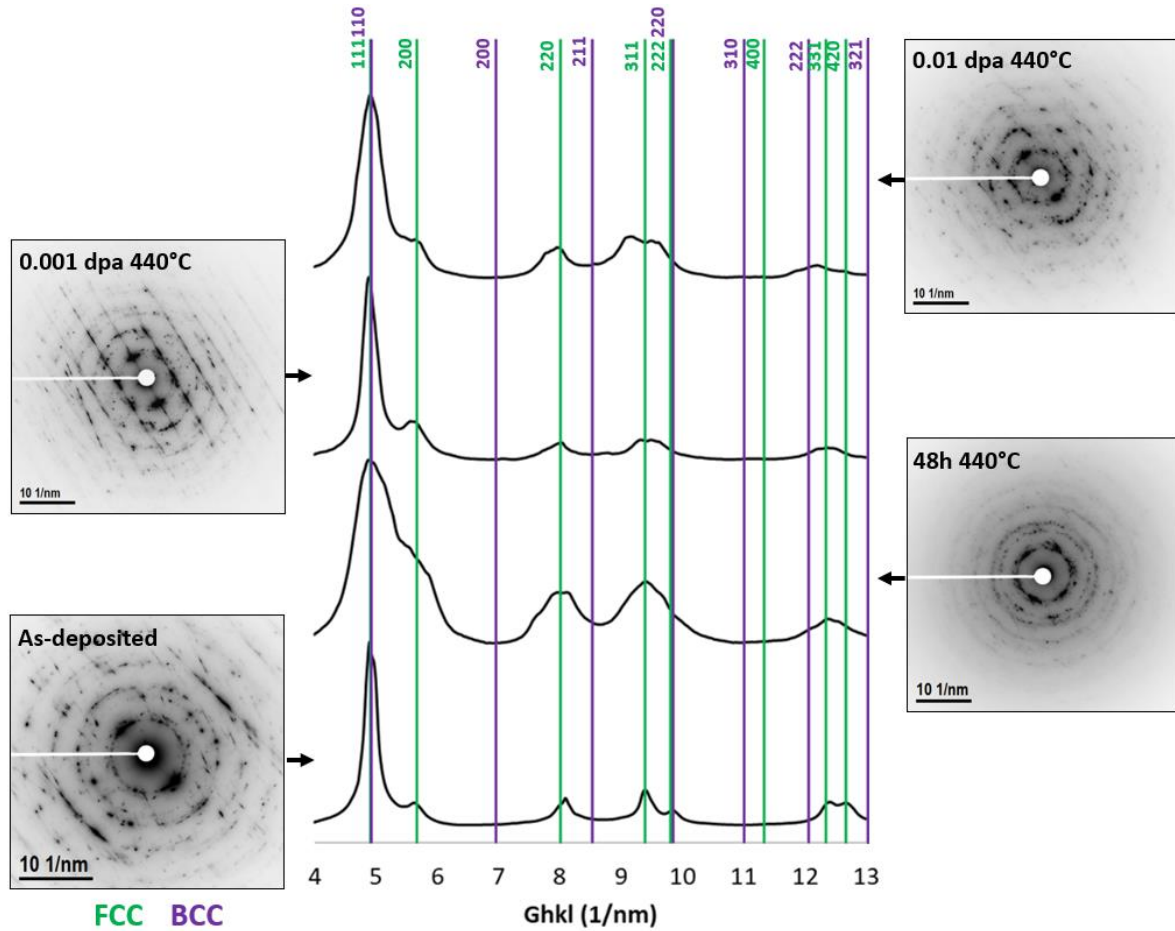 110
111
200
200
220
211
311
220
222
310
400
222
331
420
321
0.01 dpa 440°C
10 1/nm
0.001 dpa 440°C
10 1/nm
48h 440°C
10 1/nm
As-deposited
10 1/nm
4 5 6 7 8 9 10 11 12 13
Ghkl (1/nm)
FCC BCC